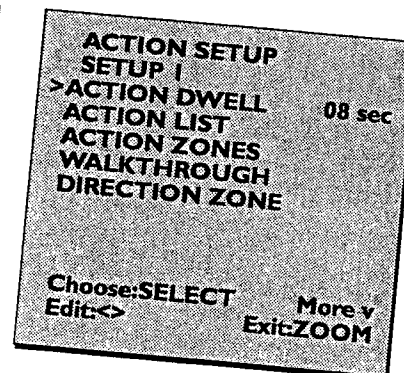 ACTION SETUP
SETUP I
>ACTION DWELL 08 sec
ACTION LIST
ACTION ZONES
WALKTHROUGH
DIRECTION ZONE
Choose:SELECT More v
Edit:<> Exit:ZOOM